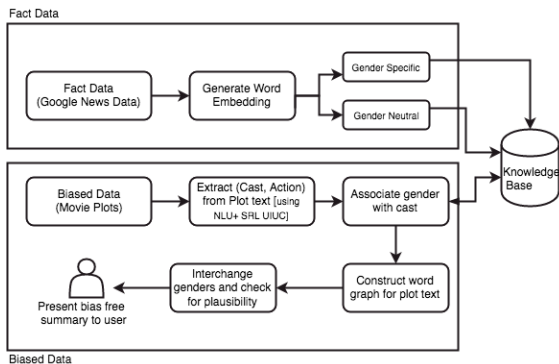 Fact Data
Fact Data
(Google News Data)
Generate Word
Embedding
Gender Specific
Gender Neutral
Knowledge
Base
Biased Data
(Movie Plots)
Extract (Cast, Action)
from Plot text [using
NLU+ SRL UIUC]
Associate gender
with cast
Interchange
genders and check
for plausibility
Construct word
graph for plot text
Present bias free
summary to user
Biased Data